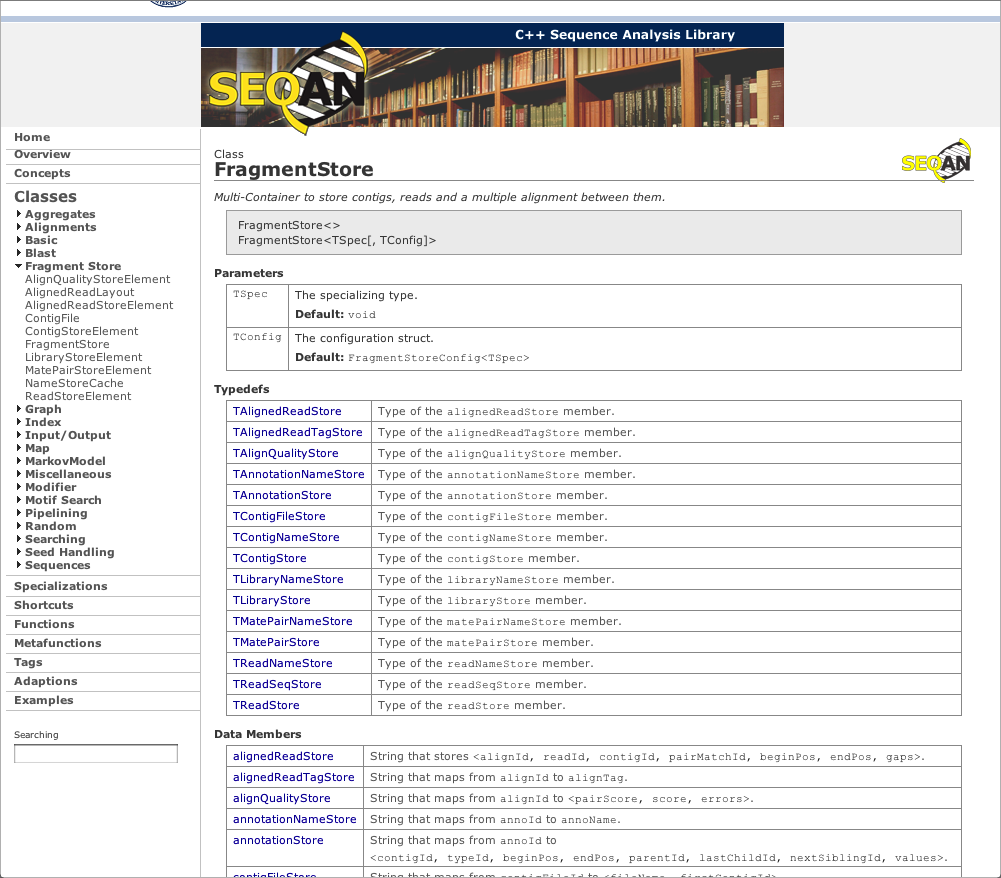 C++ Sequence Analysis Library
SEQAN
Home
Overview
Concepts
Classes
Aggregates
Alignments
Basic
Blast
Fragment Store
AlignQualityStoreElement
AlignedReadLayout
AlignedReadStoreElement
ContigFile
ContigStoreElement
FragmentStore
LibraryStoreElement
MatePairStoreElement
NameStoreCache
ReadStoreElement
Graph
Index
Input/Output
Map
MarkovModel
Miscellaneous
Modifier
Motif Search
Pipelining
Random
Searching
Seed Handling
Sequences
Specializations
Shortcuts
Functions
Metafunctions
Tags
Adaptions
Examples
Searching
Class
FragmentStore
SEQAN
Multi-Container to store contigs, reads and a multiple alignment between them.
FragmentStore<>
FragmentStore<TSpec[, TConfig]>
Parameters
TSpec The specializing type.
Default: void
TConfig The configuration struct.
Default: FragmentStoreConfig<TSpec>
Typedefs
TAlignedReadStore Type of the alignedReadStore member.
TAlignedReadTagStore Type of the alignedReadTagStore member.
TAlignQualityStore Type of the alignQualityStore member.
TAnnotationNameStore Type of the annotationNameStore member.
TAnnotationStore Type of the annotationStore member.
TContigFileStore Type of the contigFileStore member.
TContigNameStore Type of the contigNameStore member.
TContigStore Type of the contigStore member.
TLibraryNameStore Type of the libraryNameStore member.
TLibraryStore Type of the libraryStore member.
TMatePairNameStore Type of the matePairNameStore member.
TMatePairStore Type of the matePairStore member.
TReadNameStore Type of the readNameStore member.
TReadSeqStore Type of the readSeqStore member.
TReadStore Type of the readStore member.
Data Members
alignedReadStore String that stores <alignId, readId, contigId, pairMatchId, beginPos, endPos, gaps>.
alignedReadTagStore String that maps from alignId to alignTag.
alignQualityStore String that maps from alignId to <pairScore, score, errors>.
annotationNameStore String that maps from annoId to annoName.
annotationStore String that maps from annoId to
<contigId, typeId, beginPos, endPos, parentId, lastChildId, nextSiblingId, values>.
contigFileStore String that maps from contigFileId to <fileName, firstContigId>.